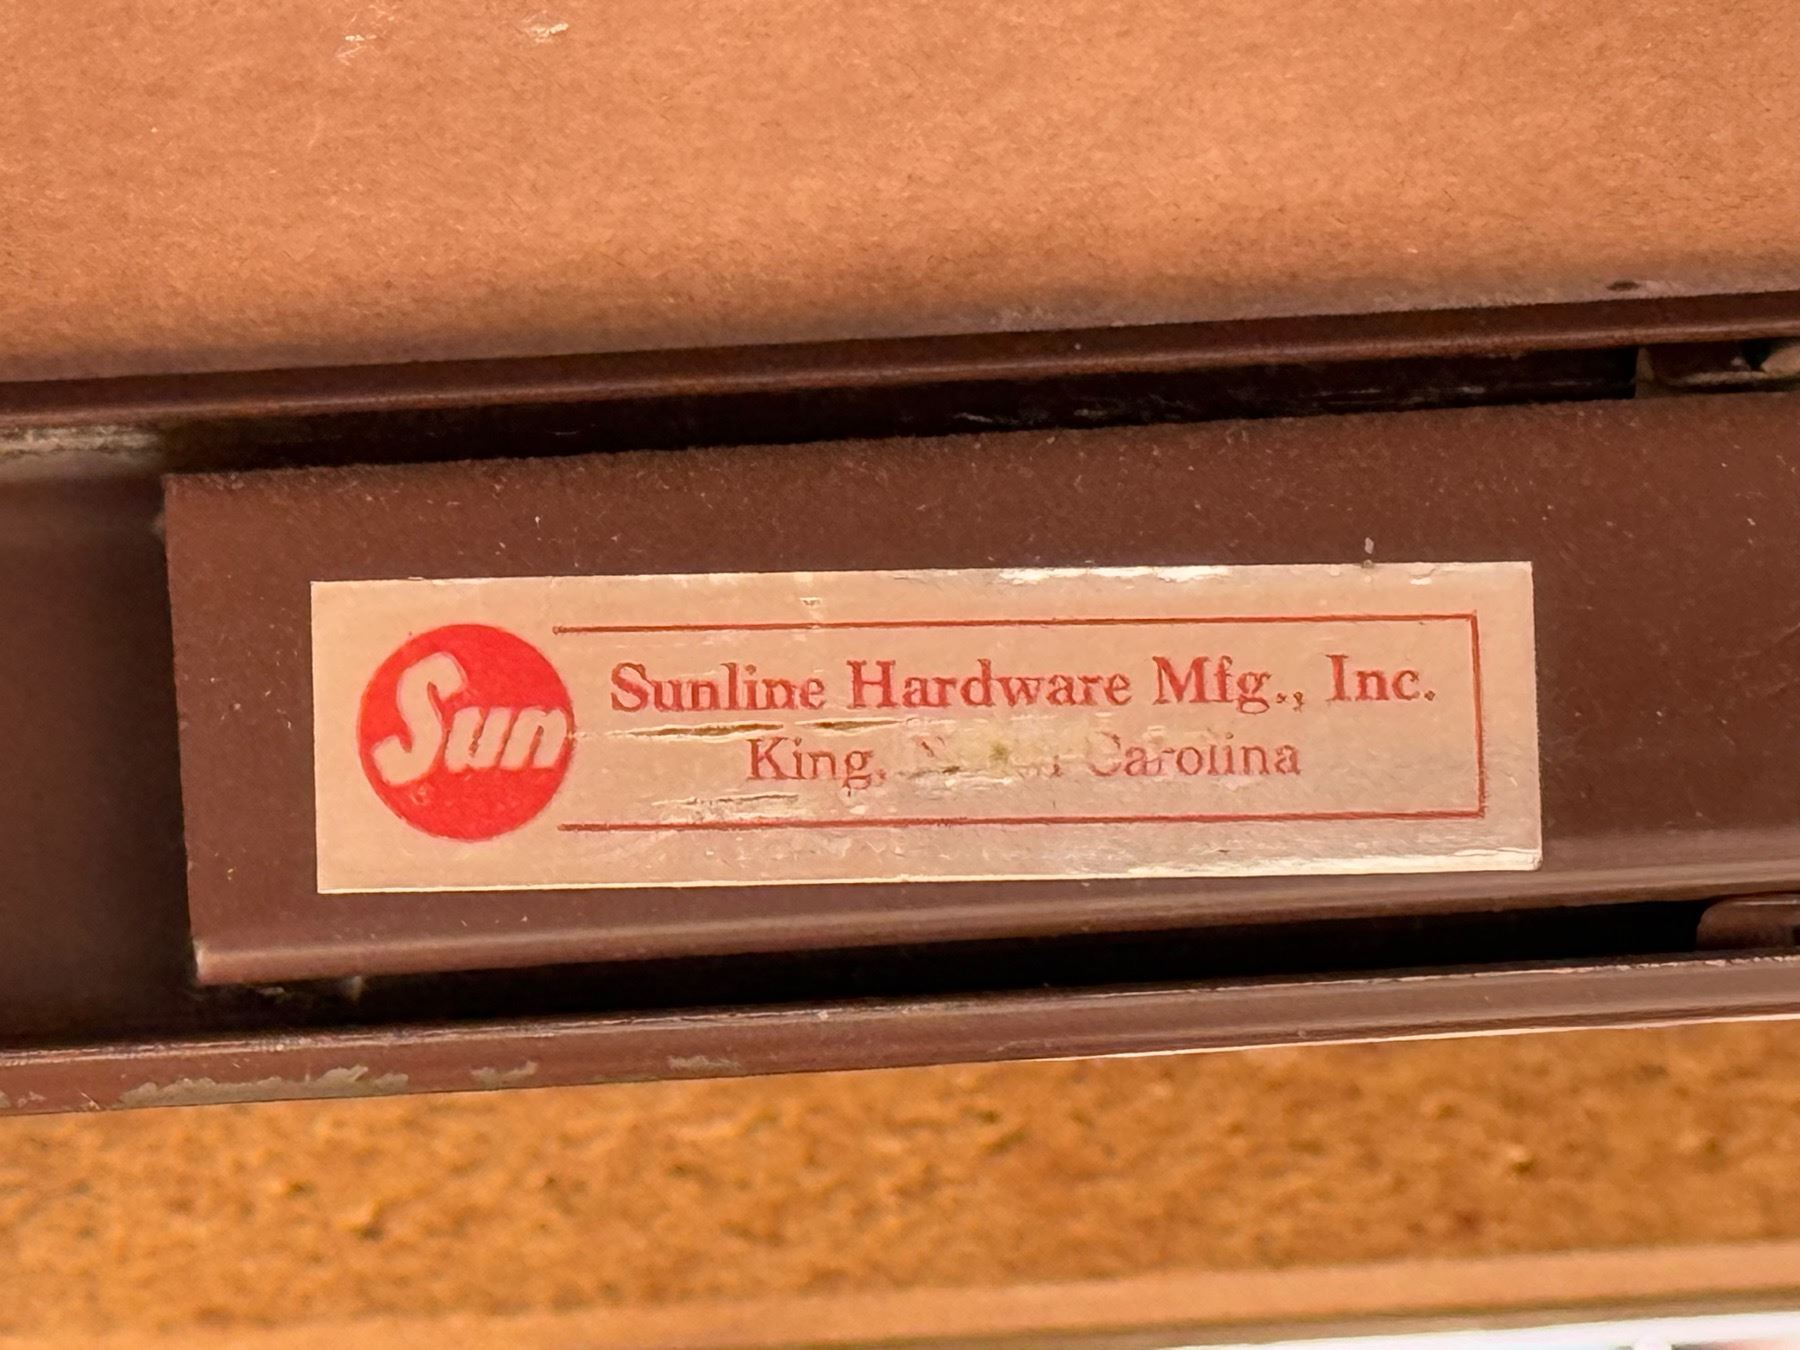 Sun
Sunline Hardware Mfg., Inc.
King, Carolina